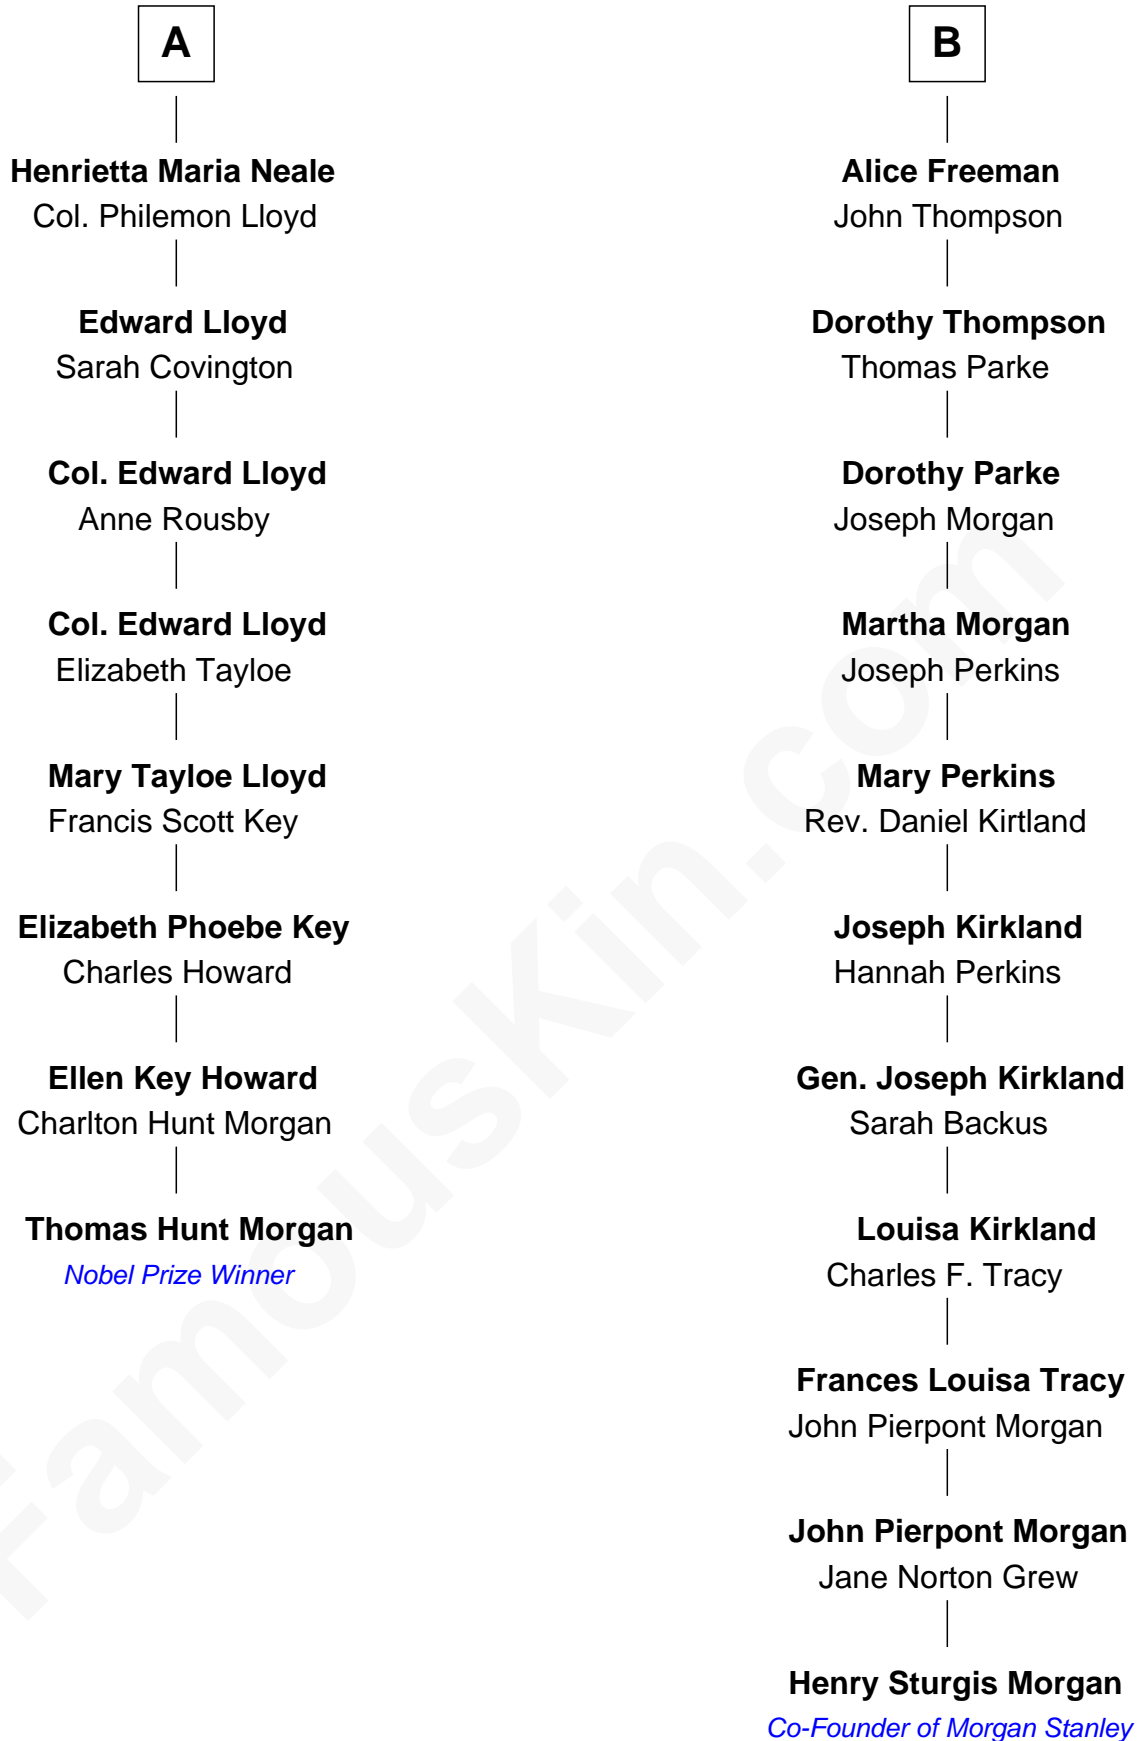 A
Henrietta Maria Neale
Col. Philemon Lloyd
Edward Lloyd
Sarah Covington
Col. Edward Lloyd
Anne Rousby
Col. Edward Lloyd
Elizabeth Tayloe
Mary Tayloe Lloyd
Francis Scott Key
Elizabeth Phoebe Key
Charles Howard
Ellen Key Howard
Charlton Hunt Morgan
Thomas Hunt Morgan
Nobel Prize Winner
B
Alice Freeman
John Thompson
Dorothy Thompson
Thomas Parke
Dorothy Parke
Joseph Morgan
Martha Morgan
Joseph Perkins
Mary Perkins
Rev. Daniel Kirtland
Joseph Kirkland
Hannah Perkins
Gen. Joseph Kirkland
Sarah Backus
Louisa Kirkland
Charles F. Tracy
Frances Louisa Tracy
John Pierpont Morgan
John Pierpont Morgan
Jane Norton Grew
Henry Sturgis Morgan
Co-Founder of Morgan Stanley
FamousKin.com